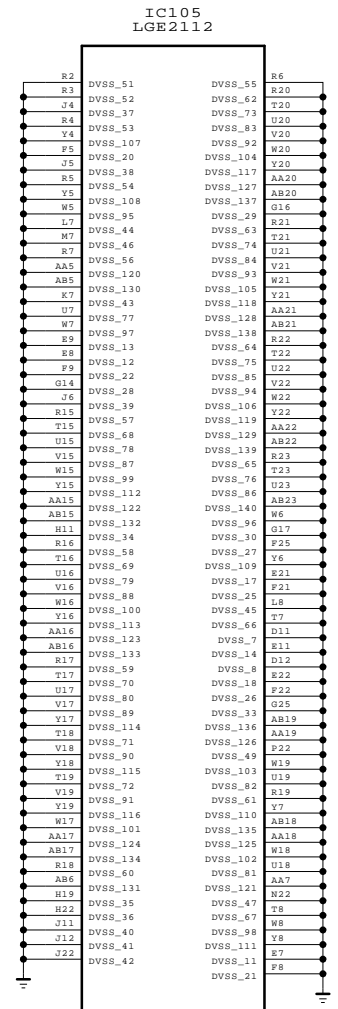 IC105
LGE2112
R2 DVSS_51 DVSS_55 R6
R3 DVSS_52 DVSS_62 R20
J4 DVSS_37 DVSS_73 T20
R4 DVSS_53 DVSS_83 U20
Y4 DVSS_107 DVSS_92 V20
F5 DVSS_20 DVSS_104 W20
J5 DVSS_38 DVSS_117 Y20
R5 DVSS_54 DVSS_127 AA20
Y5 DVSS_108 DVSS_137 AB20
W5 DVSS_95 DVSS_29 G16
L7 DVSS_44 DVSS_63 R21
M7 DVSS_46 DVSS_74 T21
R7 DVSS_56 DVSS_84 U21
AA5 DVSS_120 DVSS_93 V21
AB5 DVSS_130 DVSS_105 W21
K7 DVSS_43 DVSS_118 Y21
U7 DVSS_77 DVSS_128 AA21
W7 DVSS_97 DVSS_138 AB21
E9 DVSS_13 DVSS_64 R22
E8 DVSS_12 DVSS_75 T22
F9 DVSS_22 DVSS_85 U22
G14 DVSS_28 DVSS_94 V22
J6 DVSS_39 DVSS_106 W22
R15 DVSS_57 DVSS_119 Y22
T15 DVSS_68 DVSS_129 AA22
U15 DVSS_78 DVSS_139 AB22
V15 DVSS_87 DVSS_65 R23
W15 DVSS_99 DVSS_76 T23
Y15 DVSS_112 DVSS_86 U23
AA15 DVSS_122 DVSS_140 AB23
AB15 DVSS_132 DVSS_96 W6
H11 DVSS_34 DVSS_30 G17
R16 DVSS_58 DVSS_27 F25
T16 DVSS_69 DVSS_109 Y6
U16 DVSS_79 DVSS_17 E21
V16 DVSS_88 DVSS_25 F21
W16 DVSS_100 DVSS_45 L8
Y16 DVSS_113 DVSS_66 T7
AA16 DVSS_123 DVSS_7 D11
AB16 DVSS_133 DVSS_14 E11
R17 DVSS_59 DVSS_8 D12
T17 DVSS_70 DVSS_18 E22
U17 DVSS_80 DVSS_26 F22
V17 DVSS_89 DVSS_33 G25
Y17 DVSS_114 DVSS_136 AB19
T18 DVSS_71 DVSS_126 AA19
V18 DVSS_90 DVSS_49 P22
Y18 DVSS_115 DVSS_103 W19
T19 DVSS_72 DVSS_82 U19
V19 DVSS_91 DVSS_61 R19
Y19 DVSS_116 DVSS_110 Y7
W17 DVSS_101 DVSS_135 AB18
AA17 DVSS_124 DVSS_125 AA18
AB17 DVSS_134 DVSS_102 W18
R18 DVSS_60 DVSS_81 U18
AB6 DVSS_131 DVSS_121 AA7
H19 DVSS_35 DVSS_47 N22
H22 DVSS_36 DVSS_67 T8
J11 DVSS_40 DVSS_98 W8
J12 DVSS_41 DVSS_111 Y8
J22 DVSS_42 DVSS_11 E7
DVSS_21 F8